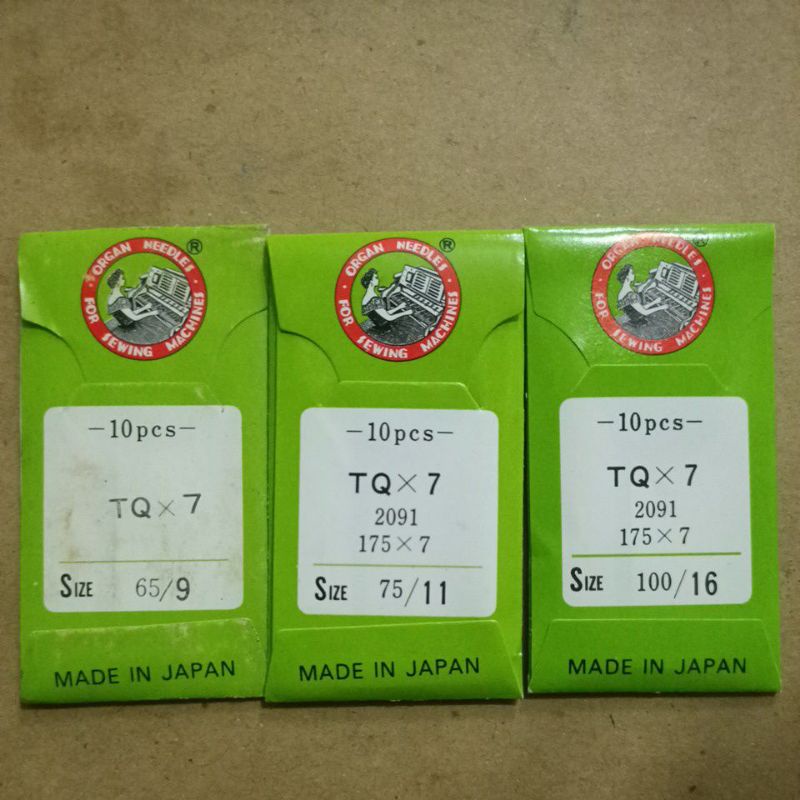 ORGAN NEEDLES
FOR SEWING MACHINES
®
-10pcs-
TQ×7
SIZE 65/9
MADE IN JAPAN
ORGAN NEEDLES
FOR SEWING MACHINES
®
-10pcs-
TQ×7
2091
175×7
SIZE 75/11
MADE IN JAPAN
ORGAN NEEDLES
FOR SEWING MACHINES
®
-10pcs-
TQ×7
2091
175×7
SIZE 100/16
MADE IN JAPAN